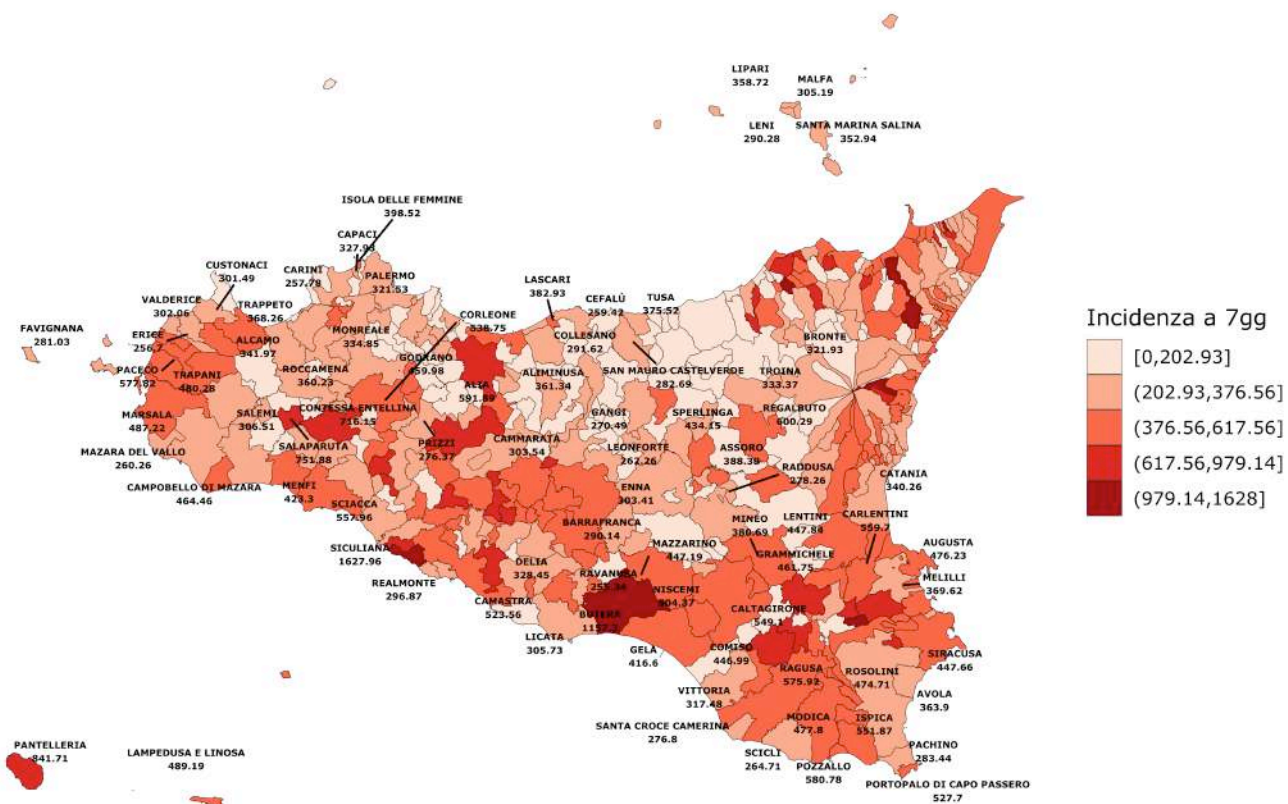 LIPARI
358.72
MALFA
305.19
LENI
290.28
SANTA MARINA SALINA
352.94
ISOLA DELLE FEMMINE
398.52
CAPACI
327.93
CUSTONACI
301.49
CARINI
257.78
PALERMO
321.53
VALDERICE
302.06
TRAPPETO
368.26
LASCARI
382.93
CEFALÙ
259.42
TUSA
375.52
CORLEONE
538.75
FAVIGNANA
281.03
ERICE
256.7
ALCAMO
341.97
MONREALE
334.85
GODRANO
459.98
COLLESANO
291.62
BRONTE
321.93
PACECO
577.82
TRAPANI
480.28
ROCCAMENA
360.23
ALIA
591.89
ALIMINUSA
361.34
SAN MAURO CASTELVERDE
282.69
TROINA
333.37
MARSALA
487.22
SALEMI
306.51
CONTESSA ENTELLINA
716.15
GANGI
270.49
SPERLINGA
434.15
REGALBUTO
600.29
MAZARA DEL VALLO
260.26
SALAPARUTA
751.88
PRIZZI
276.37
CAMMARATA
303.54
LEONFORTE
262.26
ASSORO
388.39
RADDUSA
278.26
CATANIA
340.26
CAMPOBELLO DI MAZARA
464.46
MENFI
423.3
SCIACCA
557.96
ENNA
303.41
BARRAFRANCA
290.14
MINEO
380.69
LENTINI
447.84
CARLENTINI
559.7
AUGUSTA
476.23
SICULIANA
1627.96
REALMONTE
296.87
DELIA
328.45
MAZZARINO
447.19
GRAMMICHELE
461.75
MELILLI
369.62
RAVANUSA
NISCEMI
504.37
CAMASTRA
523.56
BUTERA
CALTAGIRONE
549.1
LICATA
305.73
GELA
416.6
COMISO
446.99
RAGUSA
575.92
ROSOLINI
474.71
SIRACUSA
447.66
VITTORIA
317.48
AVOLA
363.9
SANTA CROCE CAMERINA
276.8
MODICA
477.8
ISPICA
551.87
SCICLI
264.71
POZZALLO
580.78
PACHINO
283.44
PORTOPALO DI CAPO PASSERO
527.7
PANTELLERIA
841.71
LAMPEDUSA E LINOSA
489.19
Incidenza a 7gg
[0,202.93]
(202.93,376.56]
(376.56,617.56]
(617.56,979.14]
(979.14,1628]